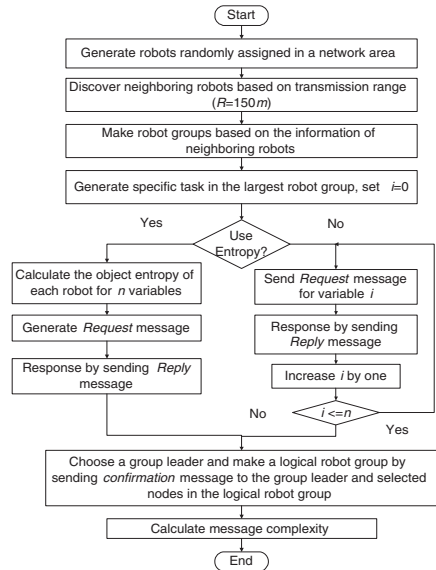 Start
Generate robots randomly assigned in a network area
Discover neighboring robots based on transmission range
(R=150m)
Make robot groups based on the information of
neighboring robots
Generate specific task in the largest robot group, set i=0
Yes
No
Use
Entropy?
Calculate the object entropy of
each robot for n variables
Generate Request message
Response by sending Reply
message
Send Request message
for variable i
Response by sending
Reply message
Increase i by one
i <=n
No
Yes
Choose a group leader and make a logical robot group by
sending confirmation message to the group leader and selected
nodes in the logical robot group
Calculate message complexity
End